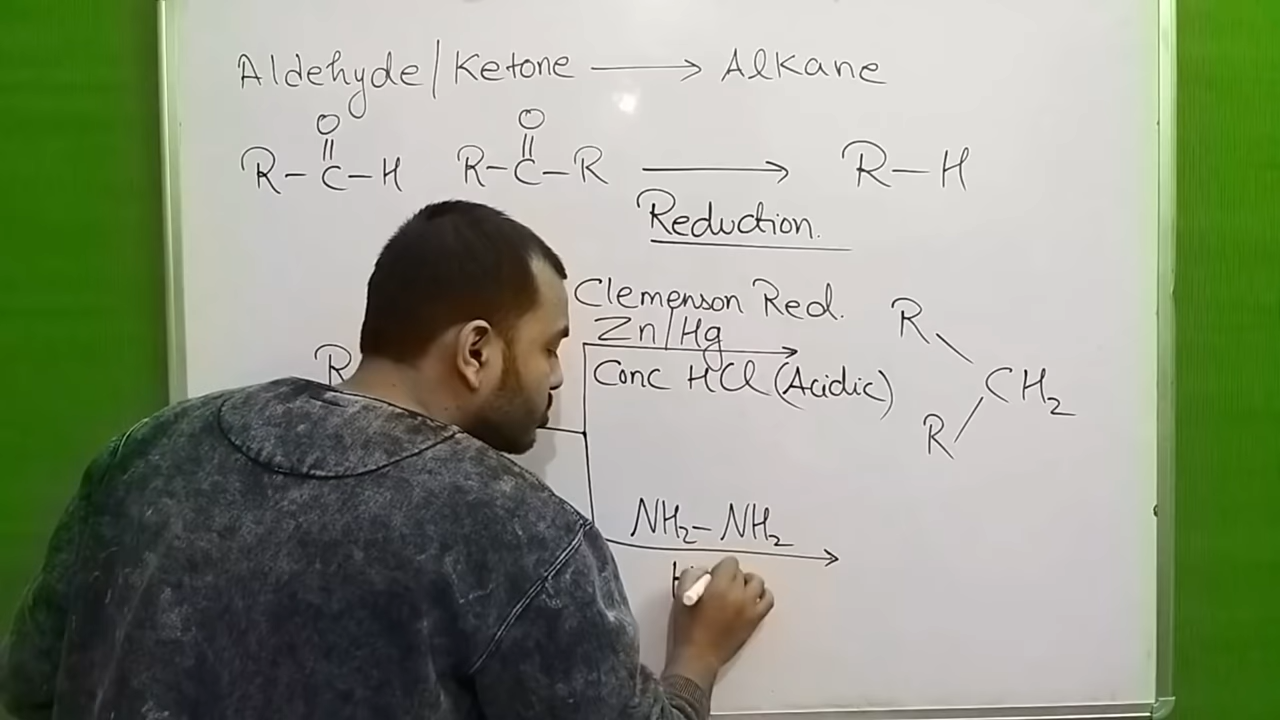 Aldehyde/Ketone ⟶ Alkane
O O
|| ||
R-C-H R-C-R ⟶ R-H
Reduction.
Clemenson Red.
Zn/Hg
Conc HCl (Acidic)
R
R
CH2
R
NH2-NH2